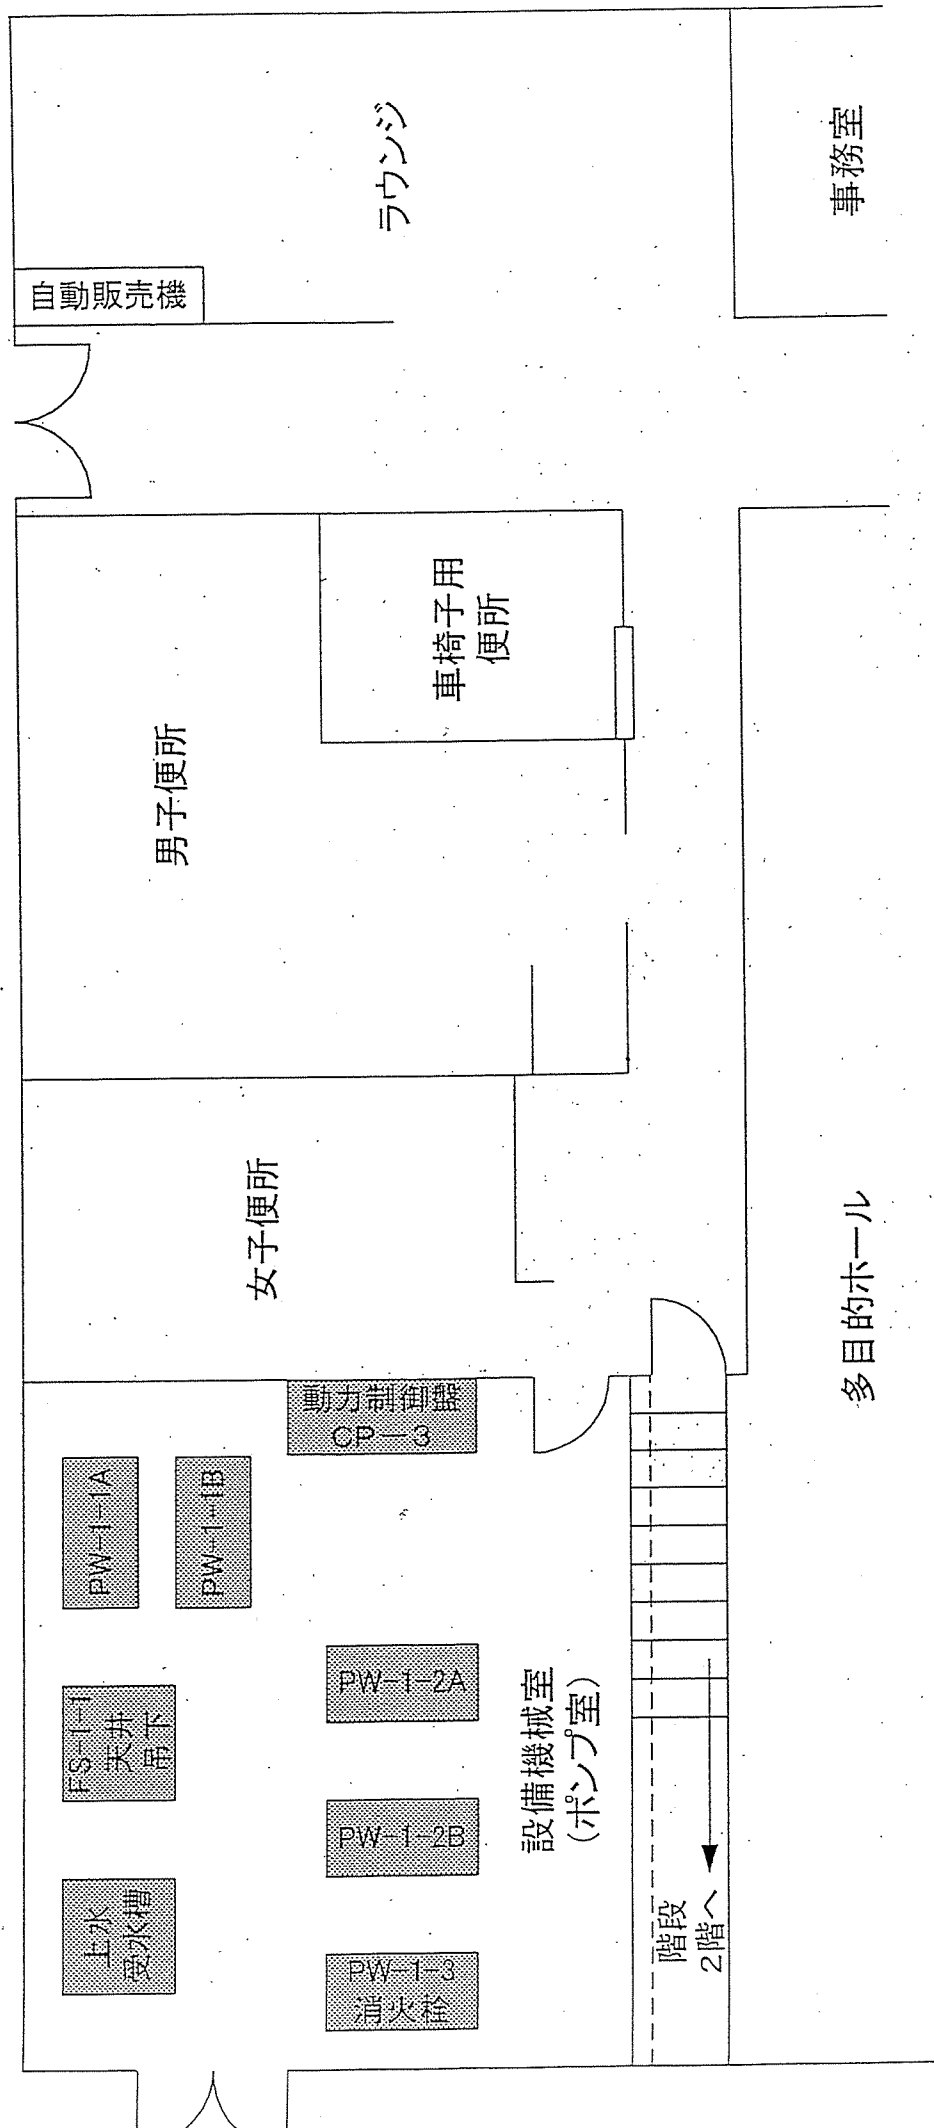 ラウンジ
事務室
自動販売機
車椅子用
便所
男子便所
女子便所
多目的ホール
動力制御盤
CP-3
PW-1-1A
PW-1-1B
FS-1-1
天井
吊下
PW-1-2A
PW-1-2B
設備機械室
(ポンプ室)
上水
受水槽
PW-1-3
消火栓
階段
2階へ